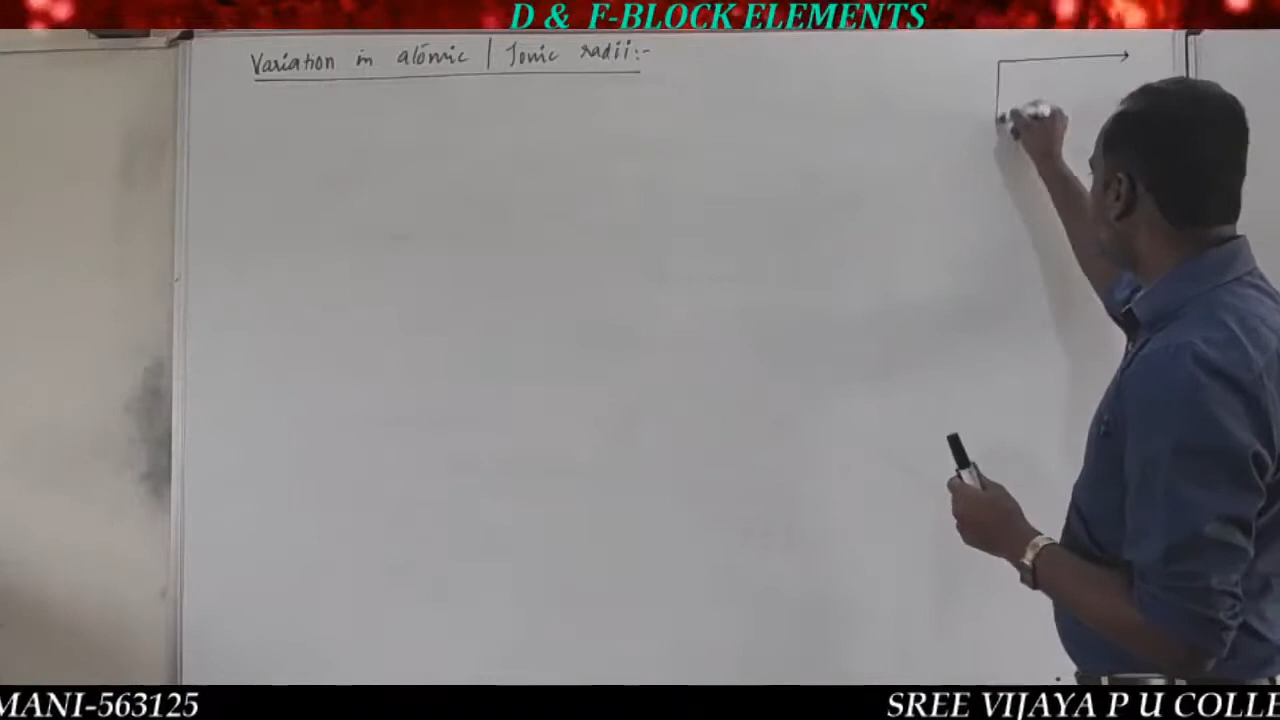 D & F-BLOCK ELEMENTS
Variation in atomic | Ionic radii:-
MANI-563125
SREE VIJAYA P U COLLE